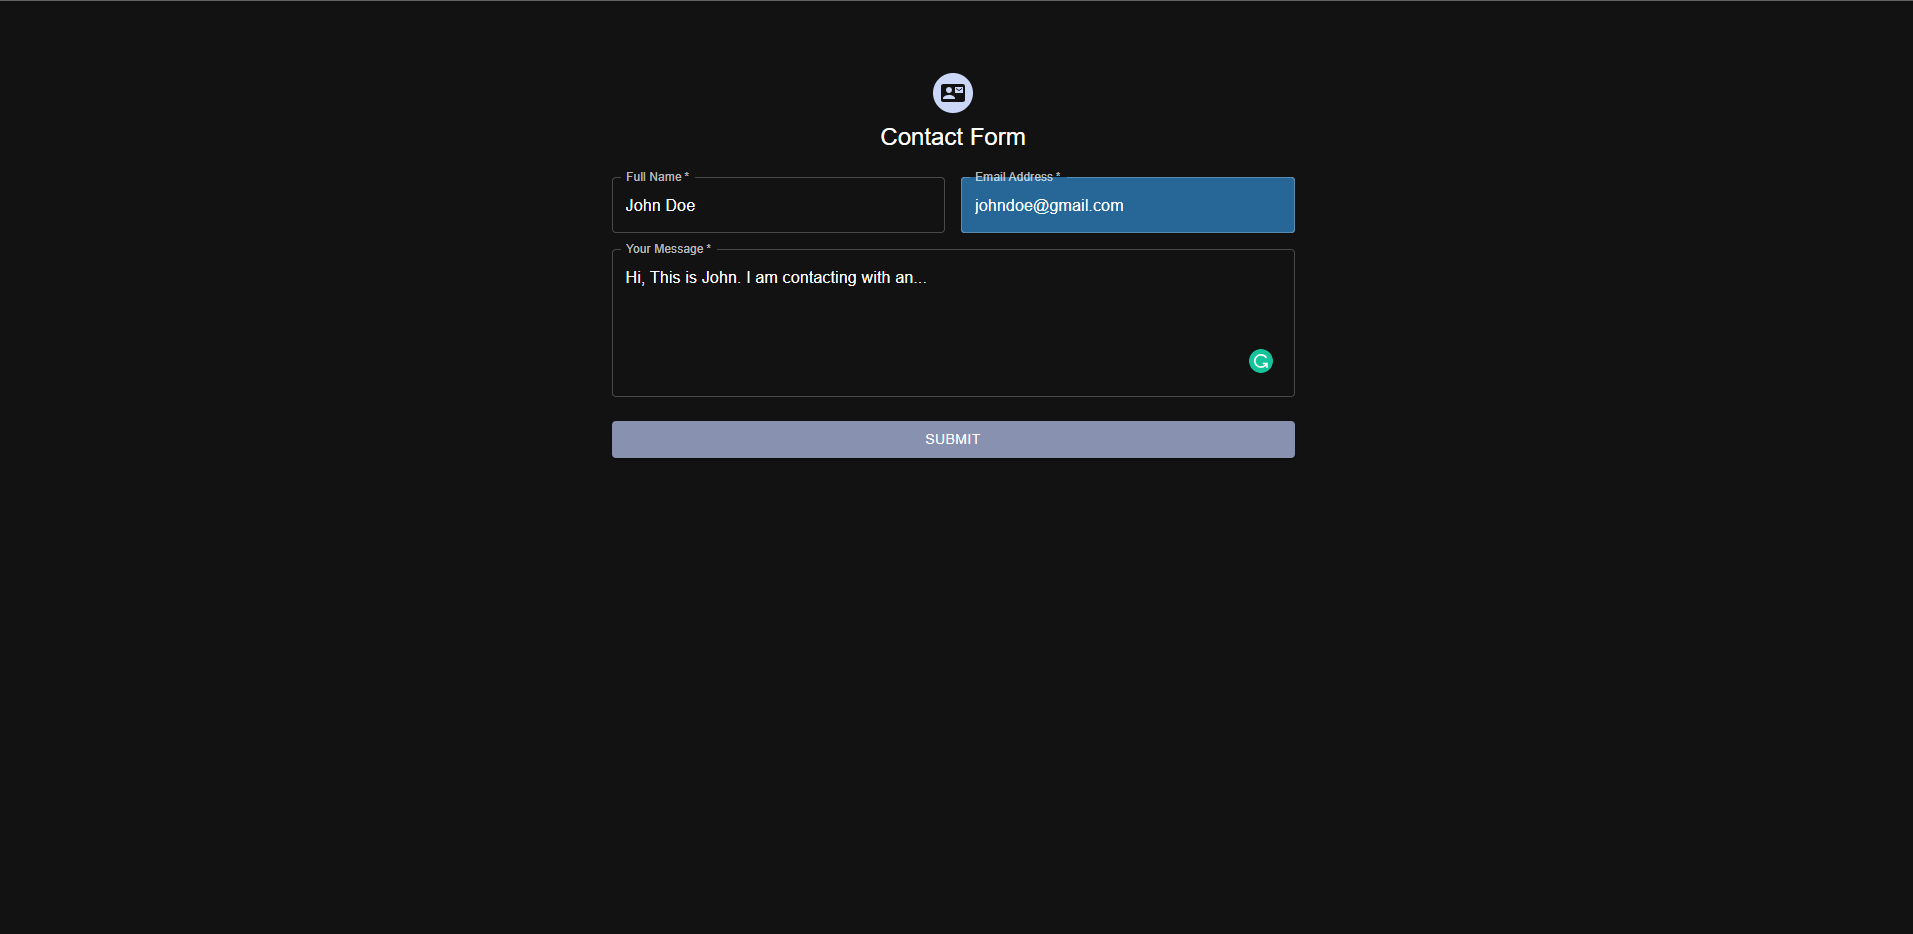 Contact Form
Full Name *
John Doe
Email Address *
johndoe@gmail.com
Your Message *
Hi, This is John. I am contacting with an...
SUBMIT